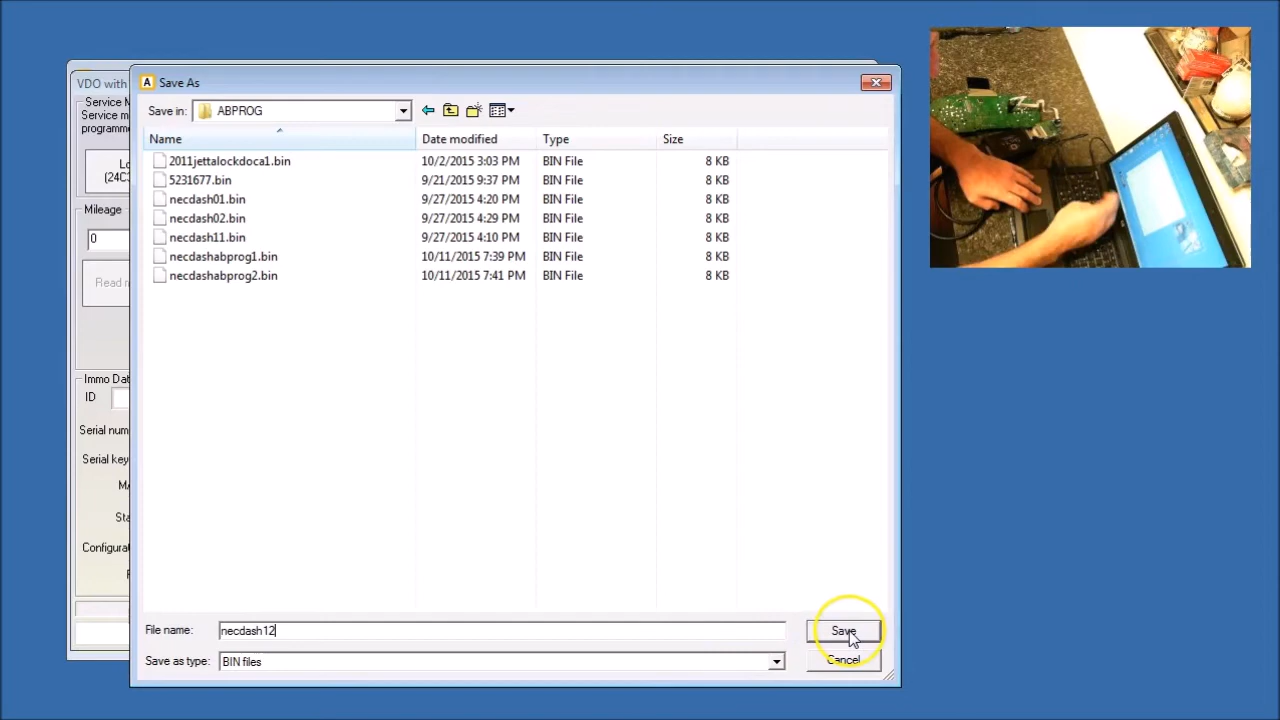 VDO with
Save As
Service M
Service m
programme
Save in: ABPROG
Name Date modified Type Size
2011jettalockdoca1.bin 10/2/2015 3:03 PM BIN File 8 KB
5231677.bin 9/21/2015 9:37 PM BIN File 8 KB
necdash01.bin 9/27/2015 4:20 PM BIN File 8 KB
necdash02.bin 9/27/2015 4:29 PM BIN File 8 KB
necdash11.bin 9/27/2015 4:10 PM BIN File 8 KB
necdashabprog1.bin 10/11/2015 7:39 PM BIN File 8 KB
necdashabprog2.bin 10/11/2015 7:41 PM BIN File 8 KB
Lo
(24C3
Mileage
0
Read m
Immo Dat
ID
Serial num
Serial key
MA
Sta
Configurat
File name: necdash12
Save
Save as type: BIN files
Cancel